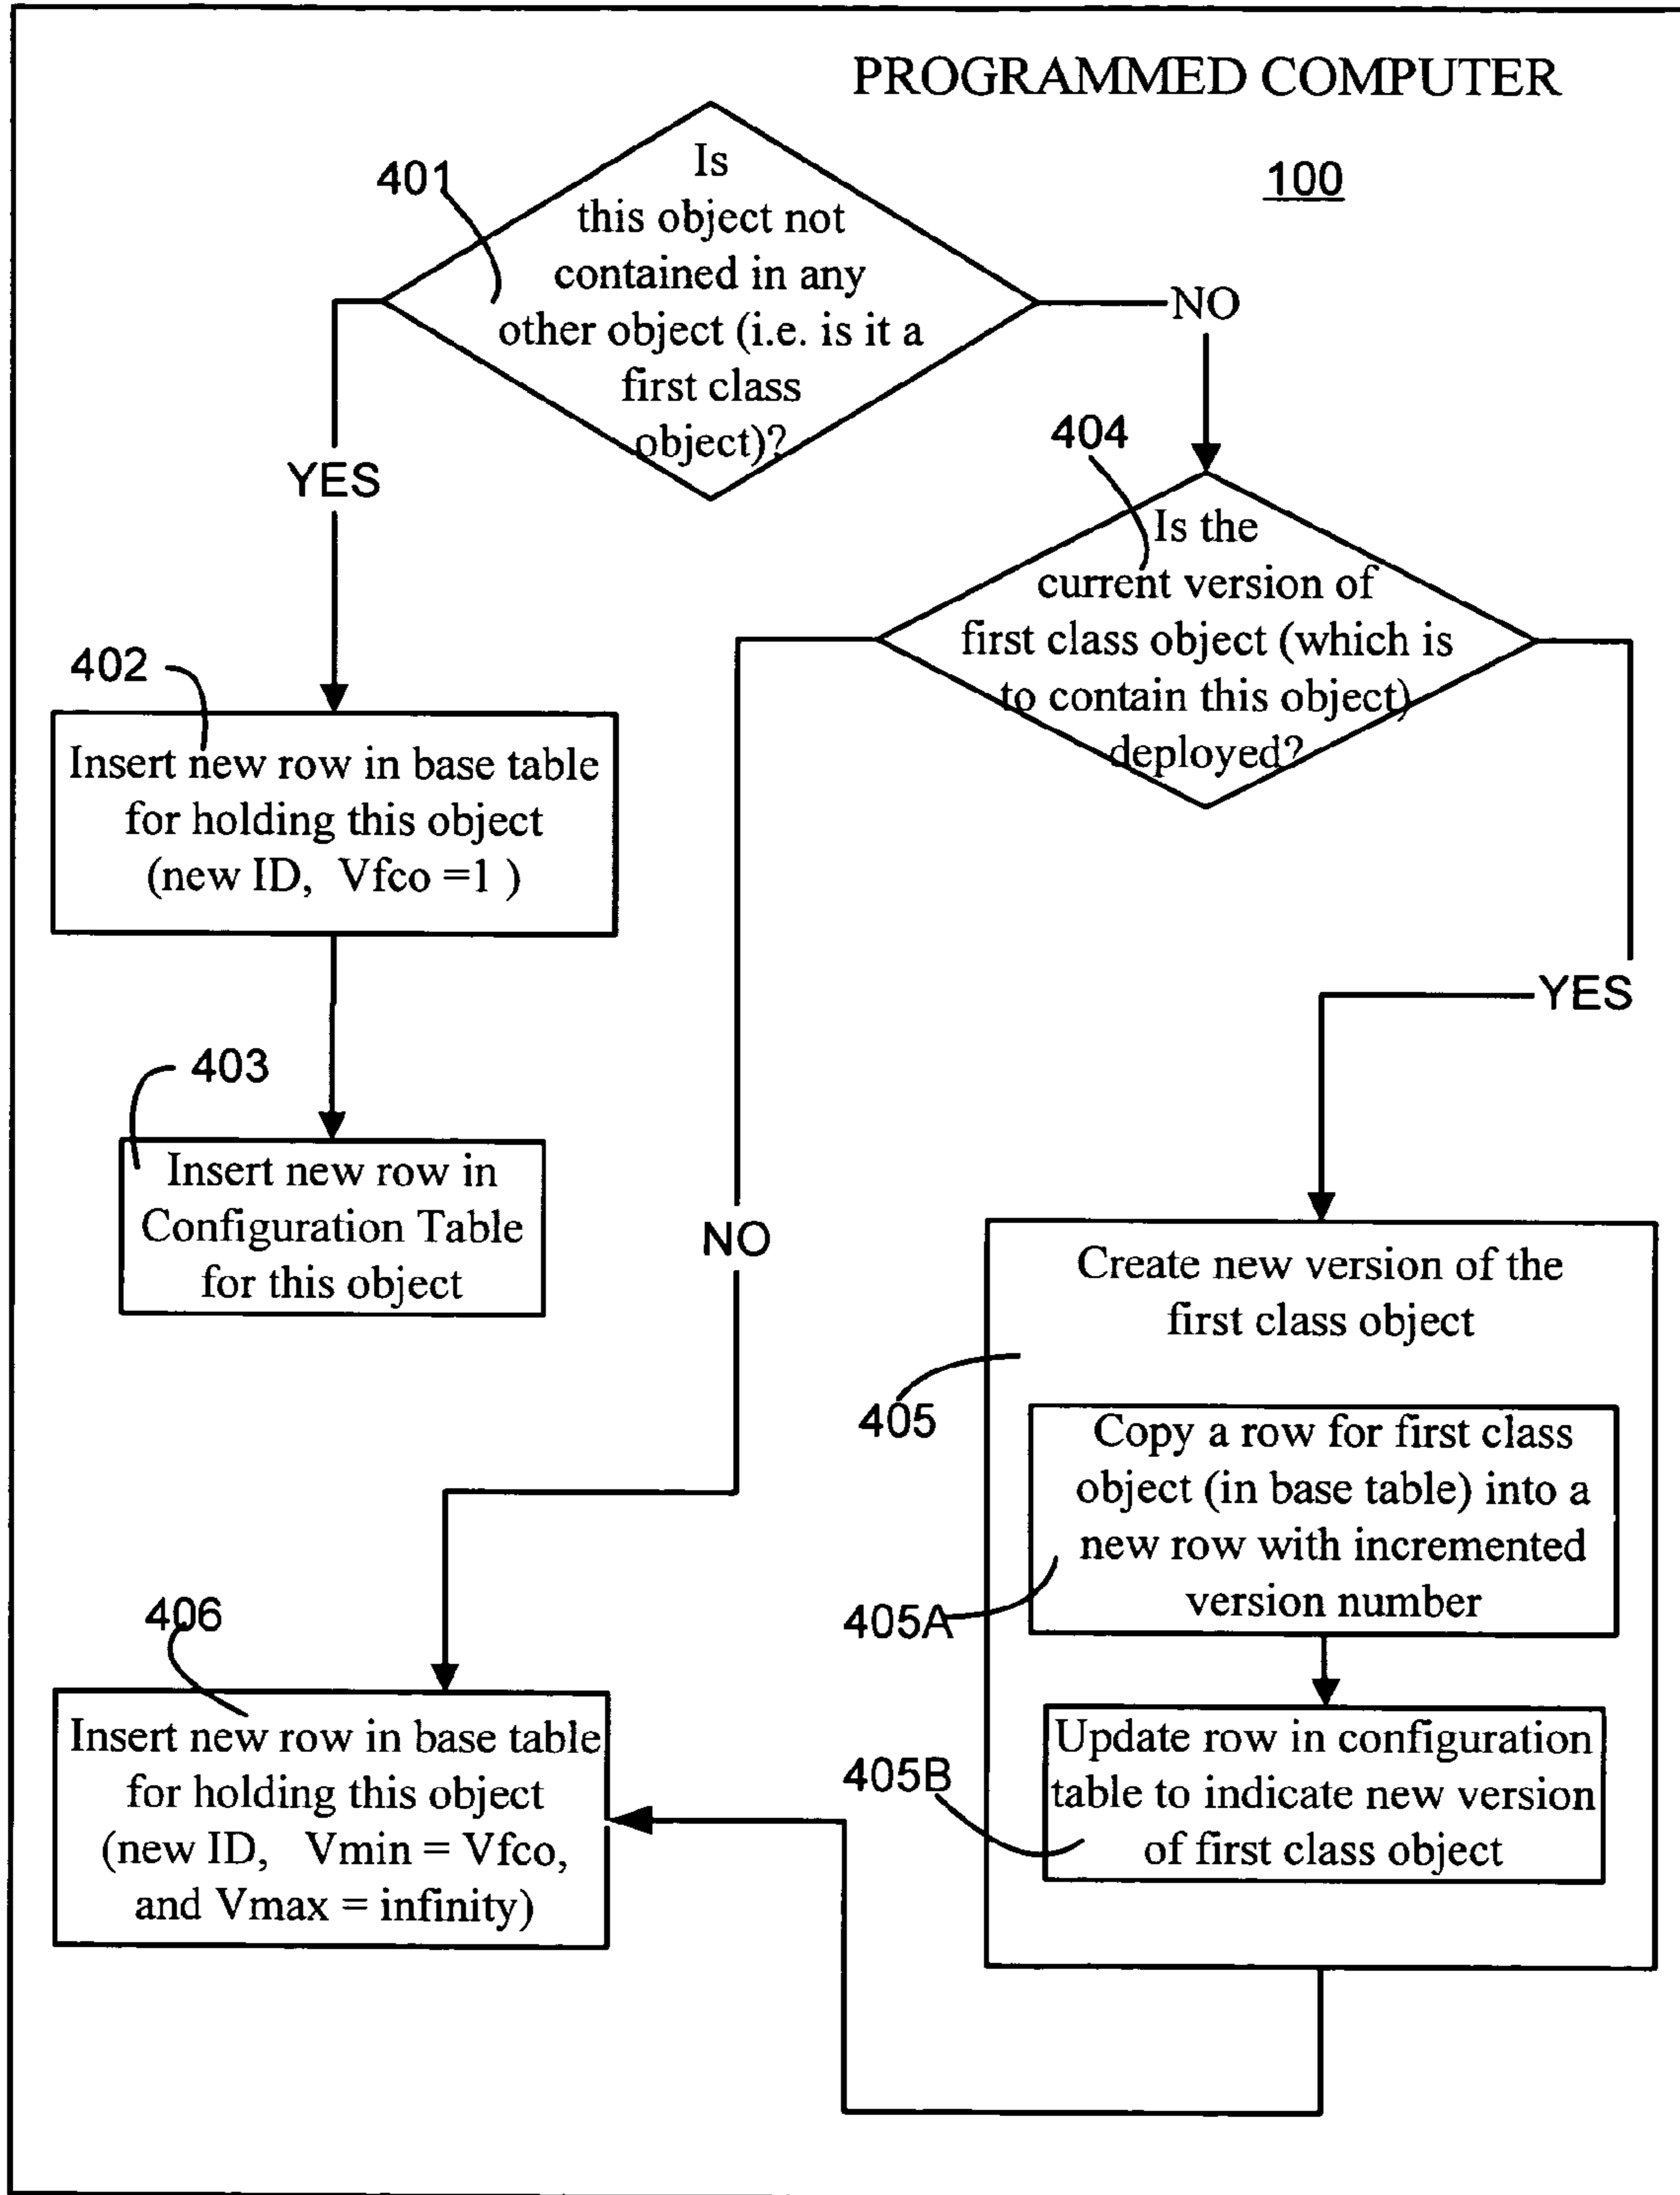 PROGRAMMED COMPUTER
100
401
Is
this object not
contained in any
other object (i.e. is it a
first class
object)?
NO
YES
404
Is the
current version of
first class object (which is
to contain this object)
deployed?
402
Insert new row in base table
for holding this object
(new ID, Vfco =1 )
YES
403
Insert new row in
Configuration Table
for this object
NO
Create new version of the
first class object
405
Copy a row for first class
object (in base table) into a
new row with incremented
version number
405A
406
Insert new row in base table
for holding this object
(new ID, Vmin = Vfco,
and Vmax = infinity)
405B
Update row in configuration
table to indicate new version
of first class object